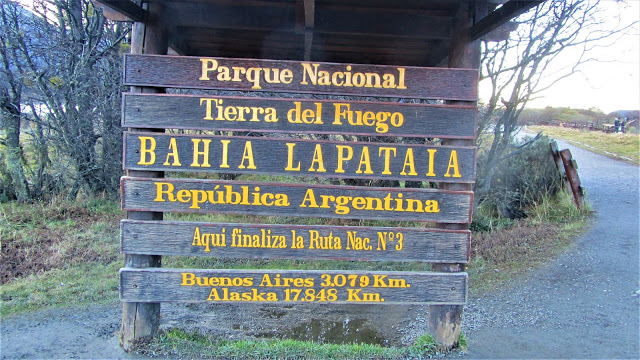 Parque Nacional
Tierra del Fuego
BAHIA LAPATAIA
República Argentina
Aquí finaliza la Ruta Nac. N°3
Buenos Aires 3.079 Km.
Alaska 17.848 Km.